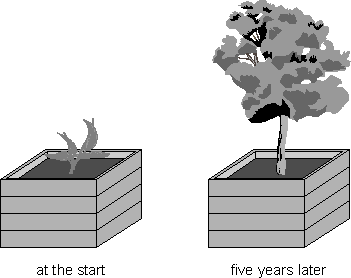 at the start
five years later